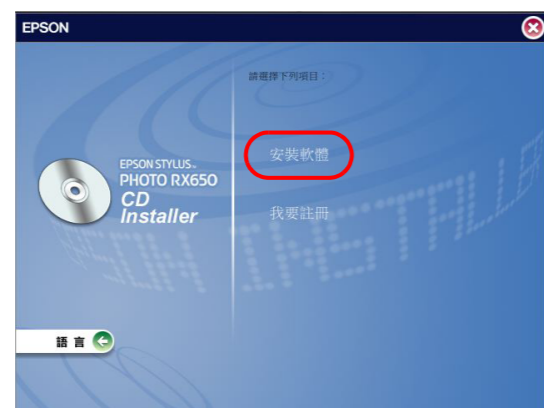 EPSON
請選擇下列項目：
安裝軟體
EPSON STYLUS™
PHOTO RX650
CD
Installer
我要註冊
語言